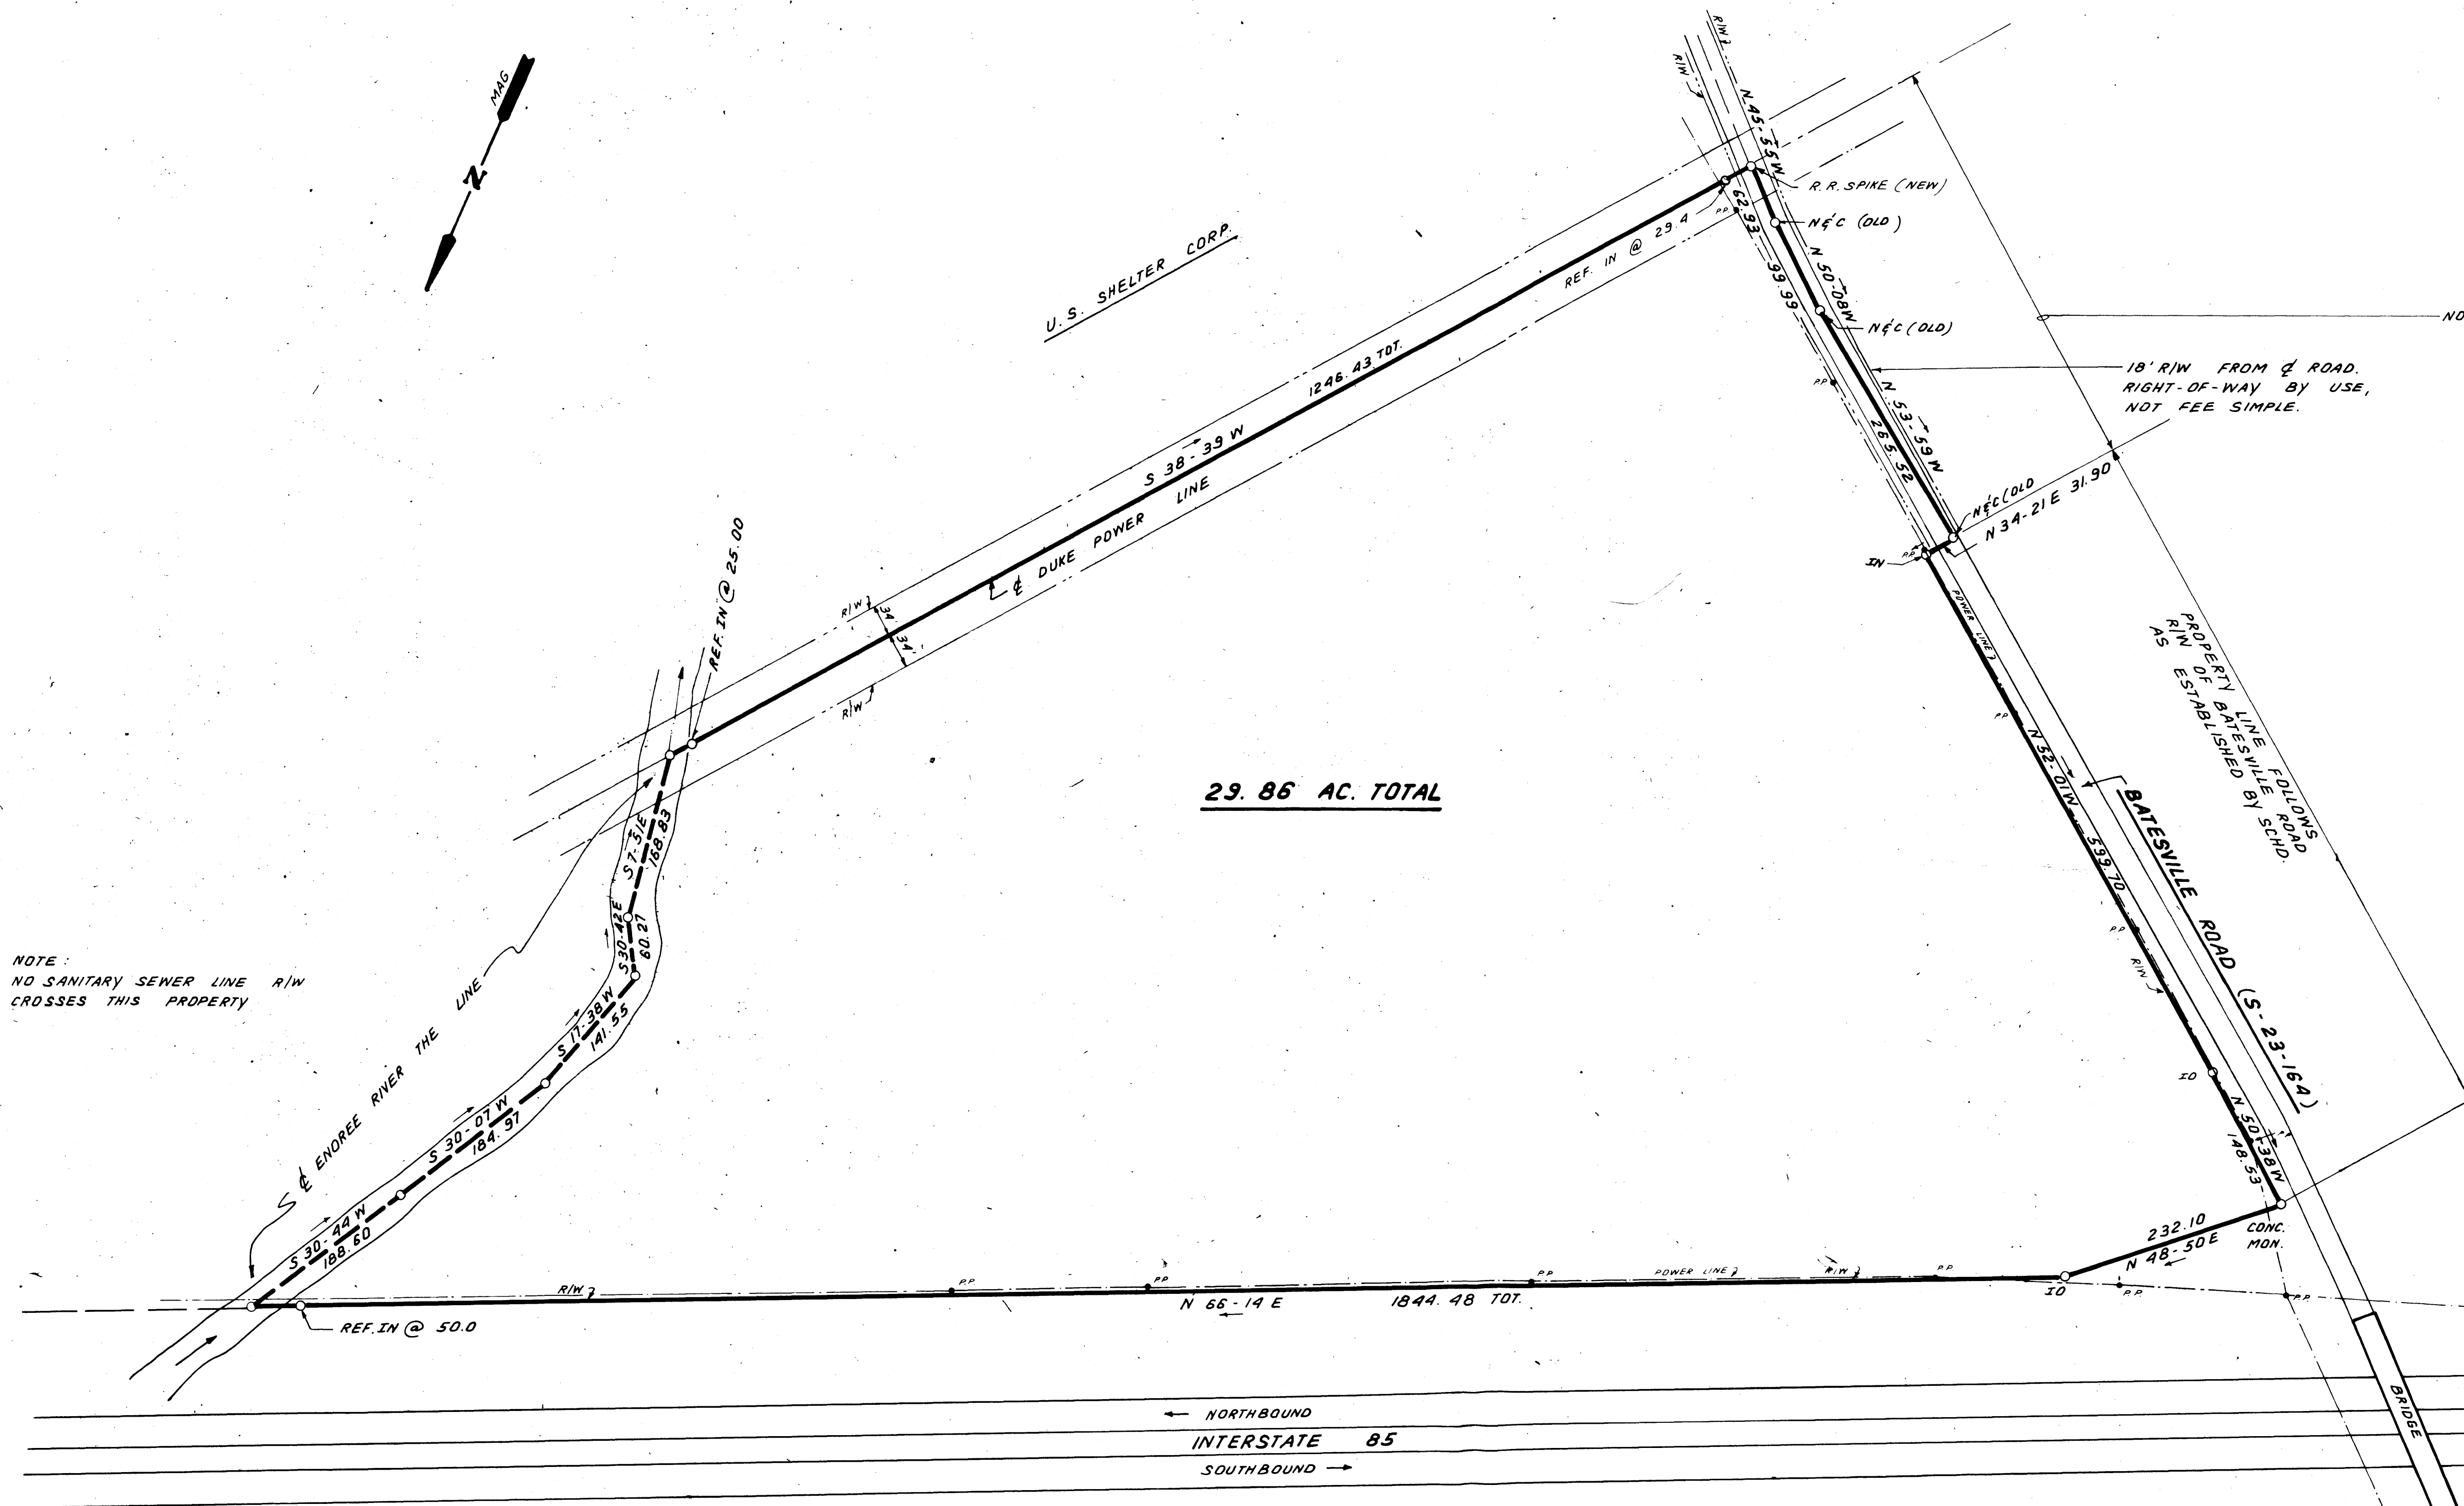 MAG
N
R/W
R/W
N 45-55 W
62.93
R.R. SPIKE (NEW)
N&C (OLD)
P.P.
REF. IN @ 29.4
N 50-08W
99.99
N&C (OLD)
U.S. SHELTER CORP.
NO
18' R/W FROM ℄ ROAD.
RIGHT-OF-WAY BY USE,
NOT FEE SIMPLE.
P.P.
1246.43 TOT.
S 38-39 W
N 53-59 W
265.52
N&C (OLD
N 34-21 E 31.90
IN
P.P.
℄ DUKE POWER LINE
R/W
34'
34'
R/W
REF. IN @ 25.00
POWER LINE
PROPERTY LINE FOLLOWS
R/W OF BATESVILLE ROAD
AS ESTABLISHED BY SCHD.
P.P.
N 52-01W 599.70
BATESVILLE ROAD (S-23-164)
29.86 AC. TOTAL
S 7-51E
168.83
S 30-42E
60.27
P.P.
R/W
NOTE:
NO SANITARY SEWER LINE R/W
CROSSES THIS PROPERTY
℄ ENOREE RIVER THE LINE
S 17-38 W
141.55
S 30-07 W
184.97
S 30-44 W
188.60
IO
N 50-38W
148.53
232.10
N 48-50 E
CONC.
MON.
R/W
P.P.
P.P.
P.P.
POWER LINE
R/W
P.P.
IO
P.P.
P.P.
N 66-14 E 1844.48 TOT.
REF. IN @ 50.0
NORTHBOUND
INTERSTATE 85
SOUTHBOUND
BRIDGE